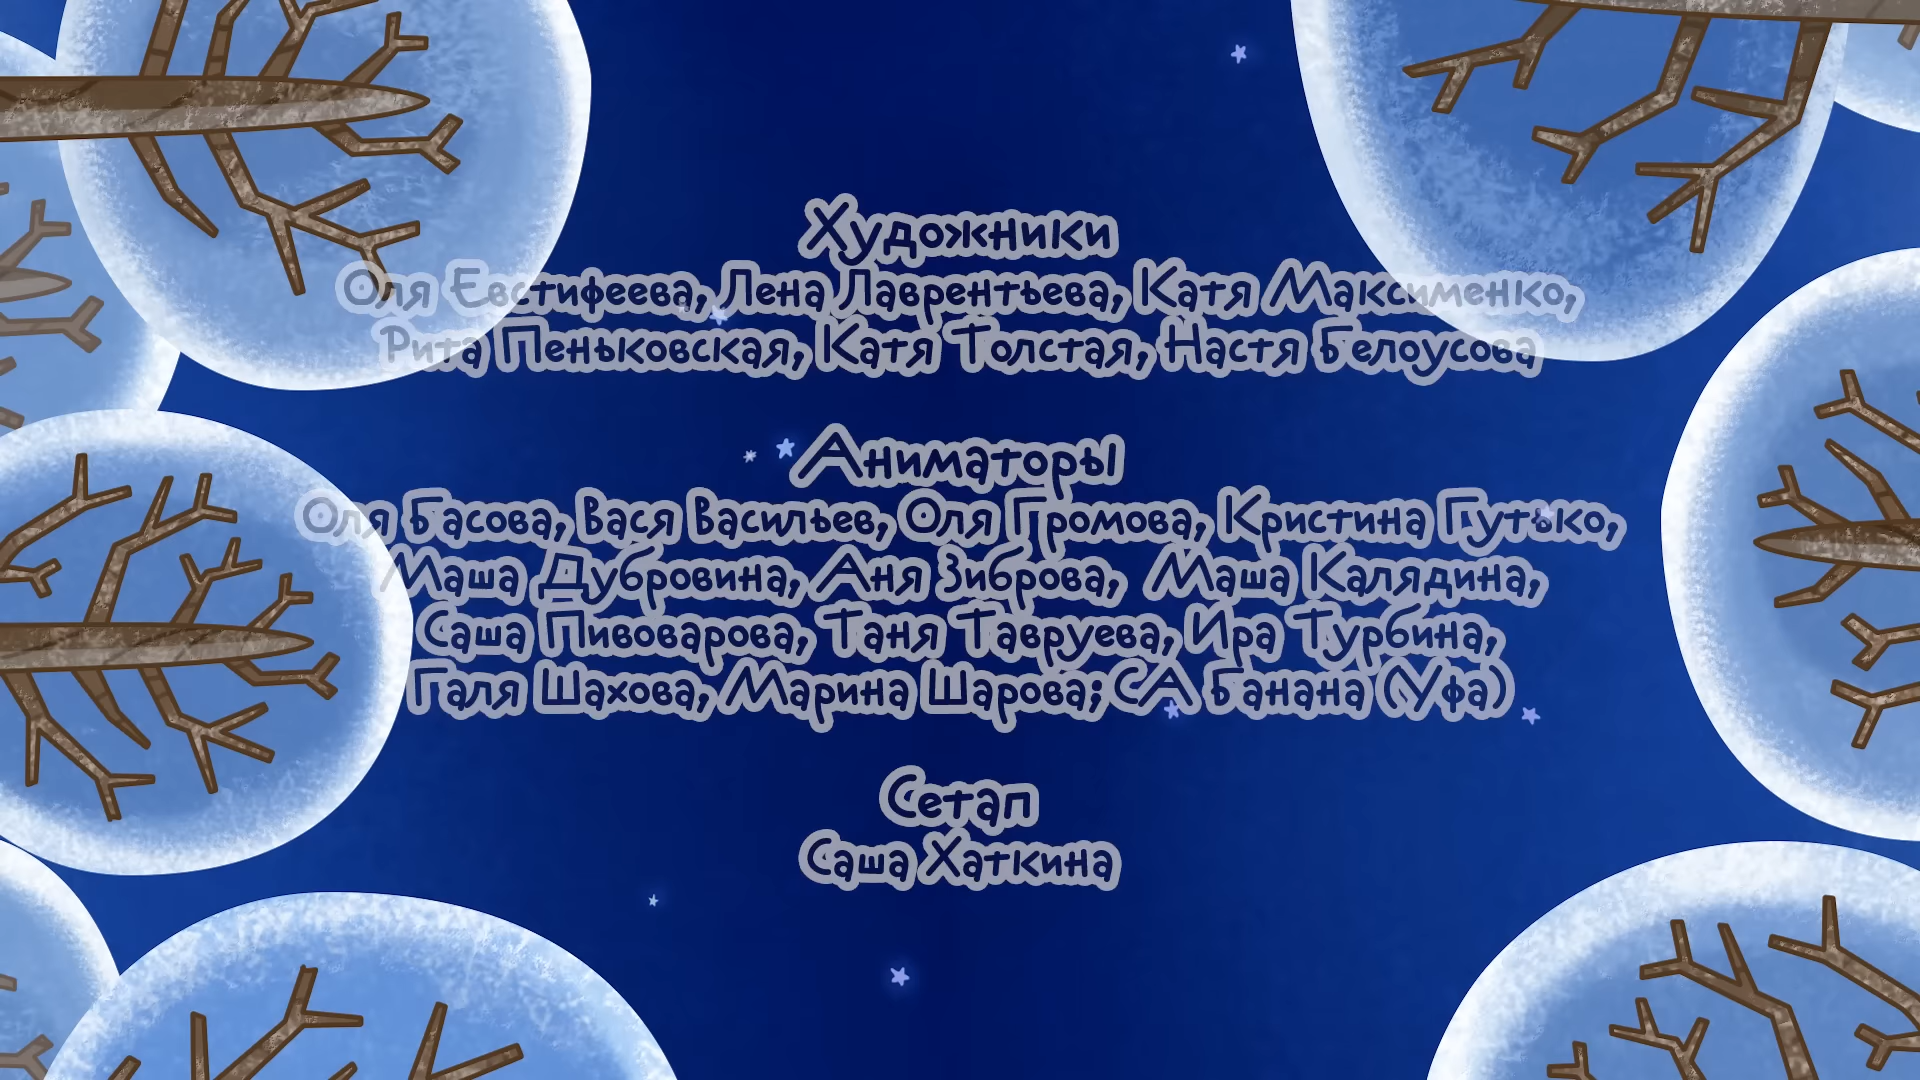 Художники
Оля Евстифеева, Лена Лаврентьева, Катя Максименко,
Рита Пеньковская, Катя Толстая, Настя Белоусова
Аниматоры
Оля Басова, Вася Васильев, Оля Громова, Кристина Гутько,
Маша Дубровина, Аня Зиброва, Маша Калядина,
Саша Пивоварова, Таня Тавруева, Ира Турбина,
Галя Шахова, Марина Шарова; СА Банана (Уфа)
Сетап
Саша Хаткина